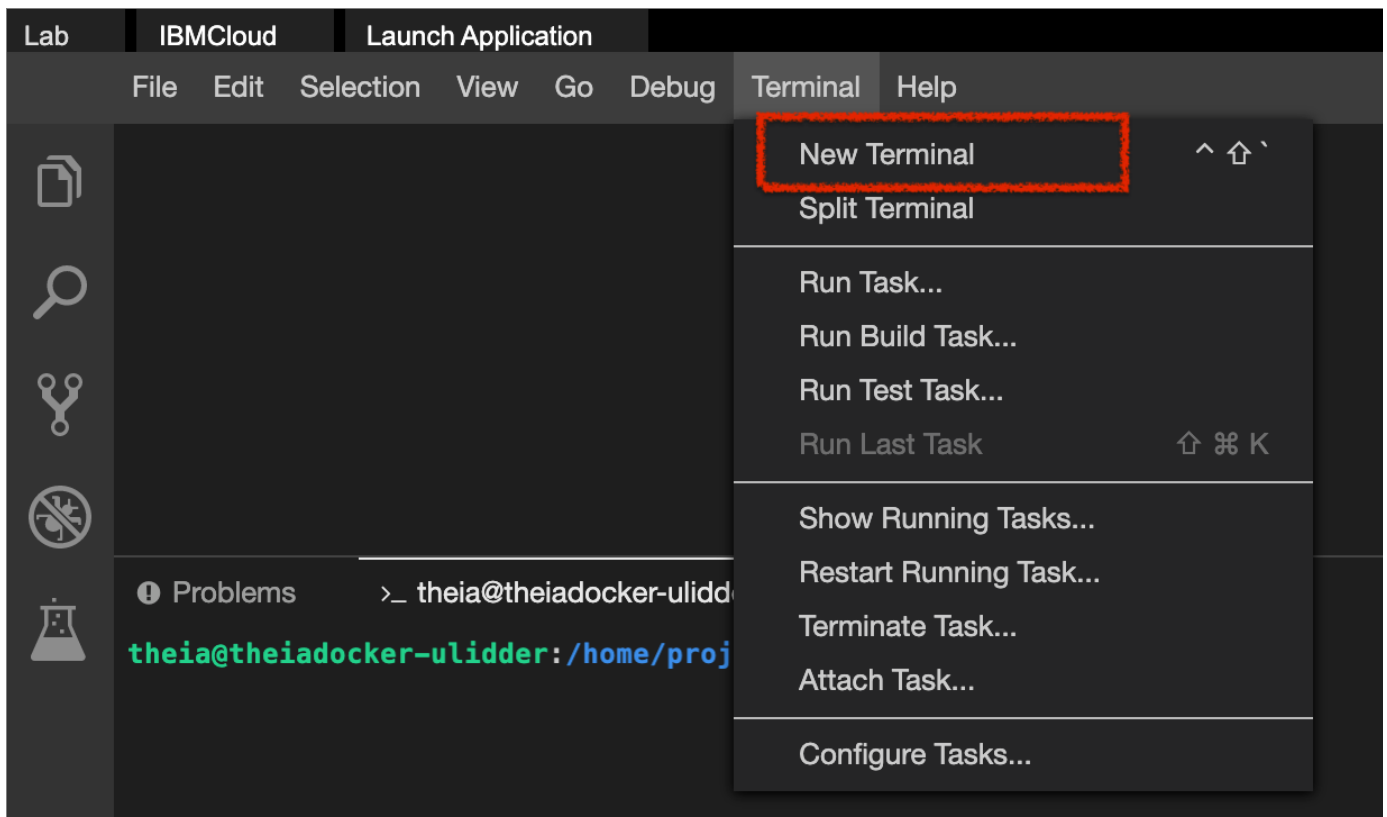 Lab IBMCloud Launch Application
File Edit Selection View Go Debug Terminal Help
New Terminal ^ ⇧ `
Split Terminal
Run Task...
Run Build Task...
Run Test Task...
Run Last Task ⇧ ⌘ K
Show Running Tasks...
Restart Running Task...
Terminate Task...
Attach Task...
Configure Tasks...
Problems >_ theia@theiadocker-ulidd
theia@theiadocker-ulidder:/home/proj